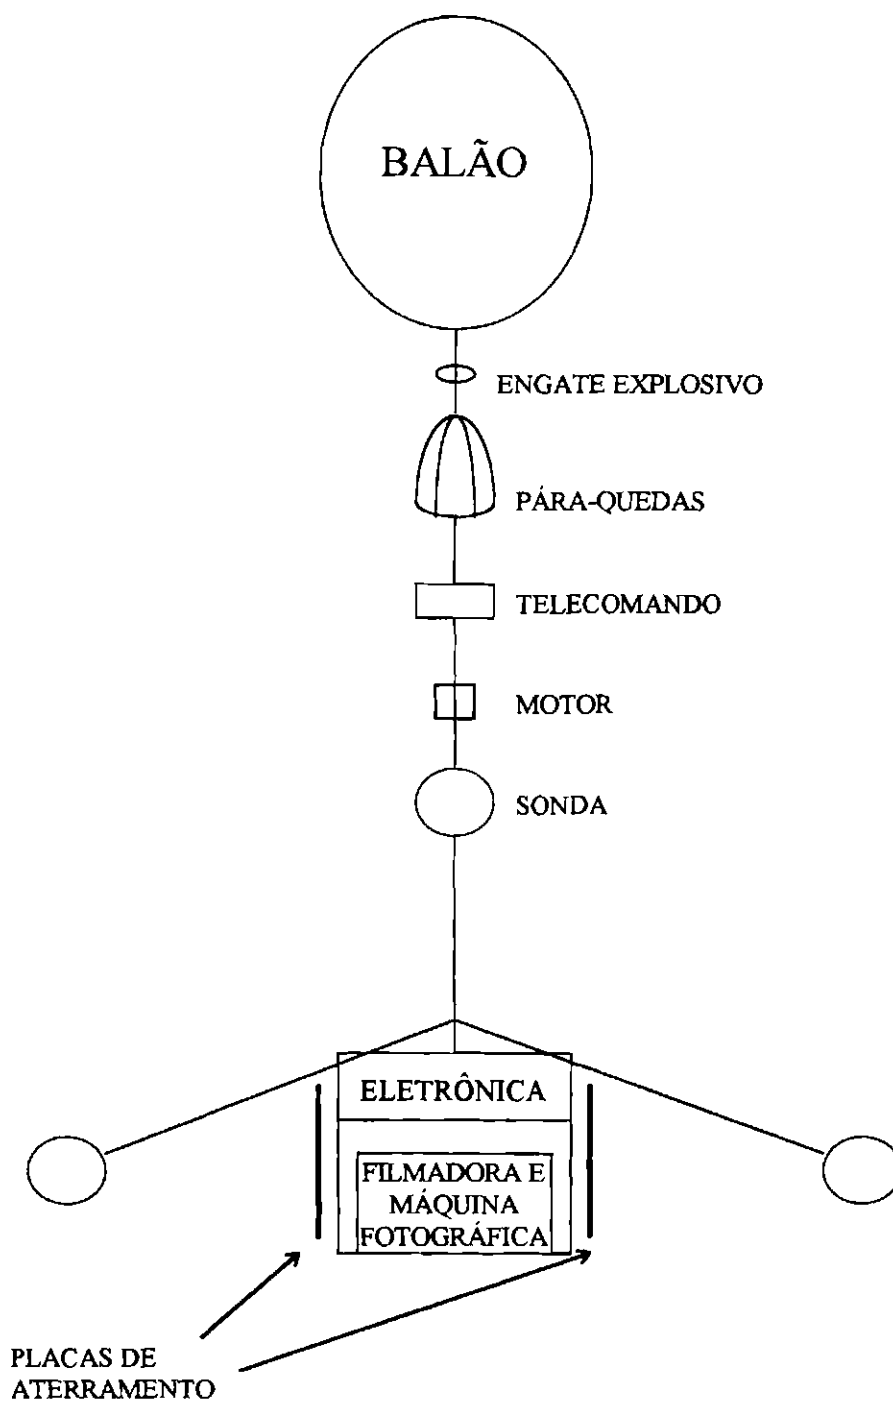 BALÃO
ENGATE EXPLOSIVO
PÁRA-QUEDAS
TELECOMANDO
MOTOR
SONDA
ELETRÔNICA
FILMADORA E
MÁQUINA
FOTOGRÁFICA
PLACAS DE
ATERRAMENTO